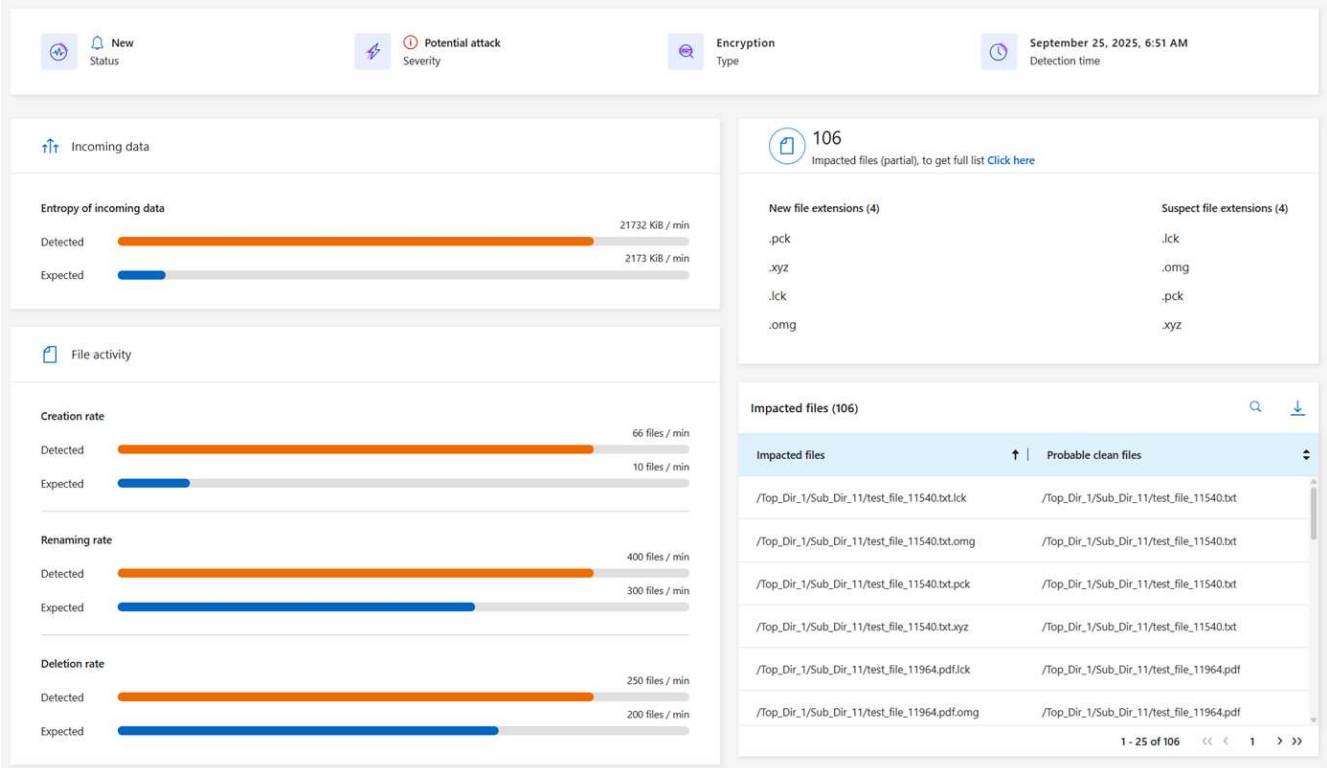 New
Status
Potential attack
Severity
Encryption
Type
September 25, 2025, 6:51 AM
Detection time
Incoming data
Entropy of incoming data
21732 KiB / min
Detected
2173 KiB / min
Expected
File activity
Creation rate
66 files / min
Detected
10 files / min
Expected
Renaming rate
400 files / min
Detected
300 files / min
Expected
Deletion rate
250 files / min
Detected
200 files / min
Expected
106
Impacted files (partial), to get full list Click here
New file extensions (4) Suspect file extensions (4)
.pck .lck
.xyz .omg
.lck .pck
.omg .xyz
Impacted files (106)
Impacted files Probable clean files
/Top_Dir_1/Sub_Dir_11/test_file_11540.txt.lck /Top_Dir_1/Sub_Dir_11/test_file_11540.txt
/Top_Dir_1/Sub_Dir_11/test_file_11540.txt.omg /Top_Dir_1/Sub_Dir_11/test_file_11540.txt
/Top_Dir_1/Sub_Dir_11/test_file_11540.txt.pck /Top_Dir_1/Sub_Dir_11/test_file_11540.txt
/Top_Dir_1/Sub_Dir_11/test_file_11540.txt.xyz /Top_Dir_1/Sub_Dir_11/test_file_11540.txt
/Top_Dir_1/Sub_Dir_11/test_file_11964.pdf.lck /Top_Dir_1/Sub_Dir_11/test_file_11964.pdf
/Top_Dir_1/Sub_Dir_11/test_file_11964.pdf.omg /Top_Dir_1/Sub_Dir_11/test_file_11964.pdf
1 - 25 of 106 << < 1 > >>